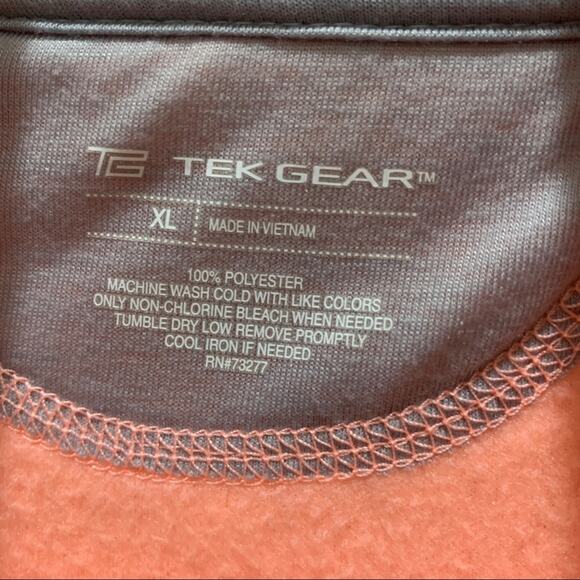 TG TEK GEAR™
XL MADE IN VIETNAM
100% POLYESTER
MACHINE WASH COLD WITH LIKE COLORS
ONLY NON-CHLORINE BLEACH WHEN NEEDED
TUMBLE DRY LOW REMOVE PROMPTLY
COOL IRON IF NEEDED
RN#73277